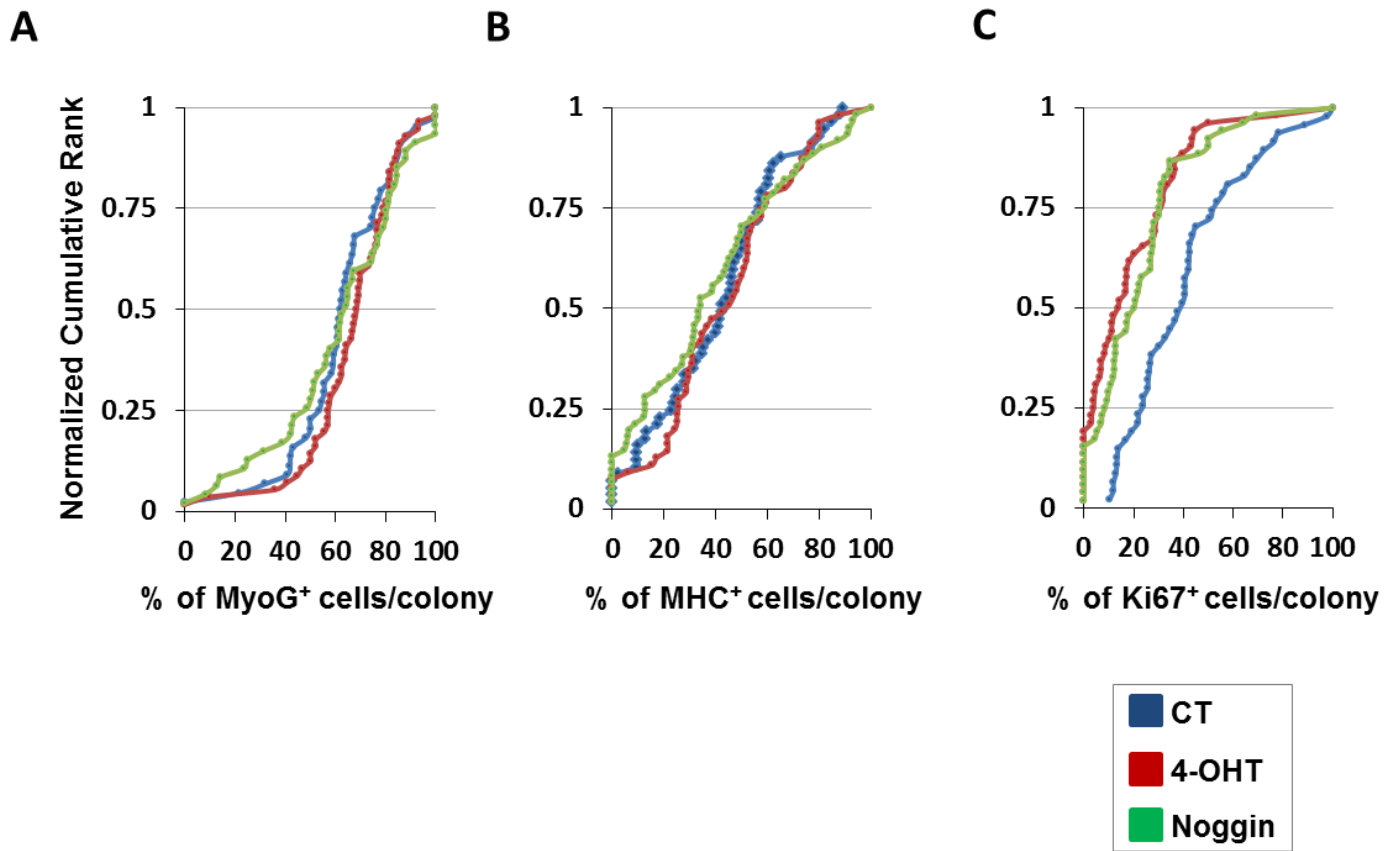 A
B
C
Normalized Cumulative Rank
1
0.75
0.5
0.25
0
0 20 40 60 80 100
% of MyoG+ cells/colony
1
0.75
0.5
0.25
0
0 20 40 60 80 100
% of MHC+ cells/colony
1
0.75
0.5
0.25
0
0 20 40 60 80 100
% of Ki67+ cells/colony
CT
4-OHT
Noggin